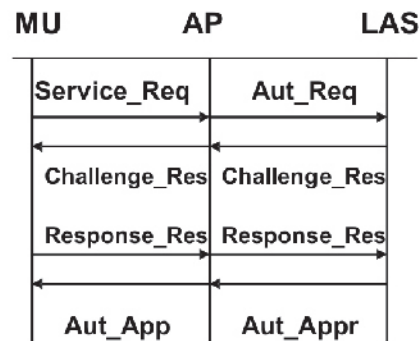 MU AP LAS
Service_Req Aut_Req
Challenge_Res Challenge_Res
Response_Res Response_Res
Aut_App Aut_Appr